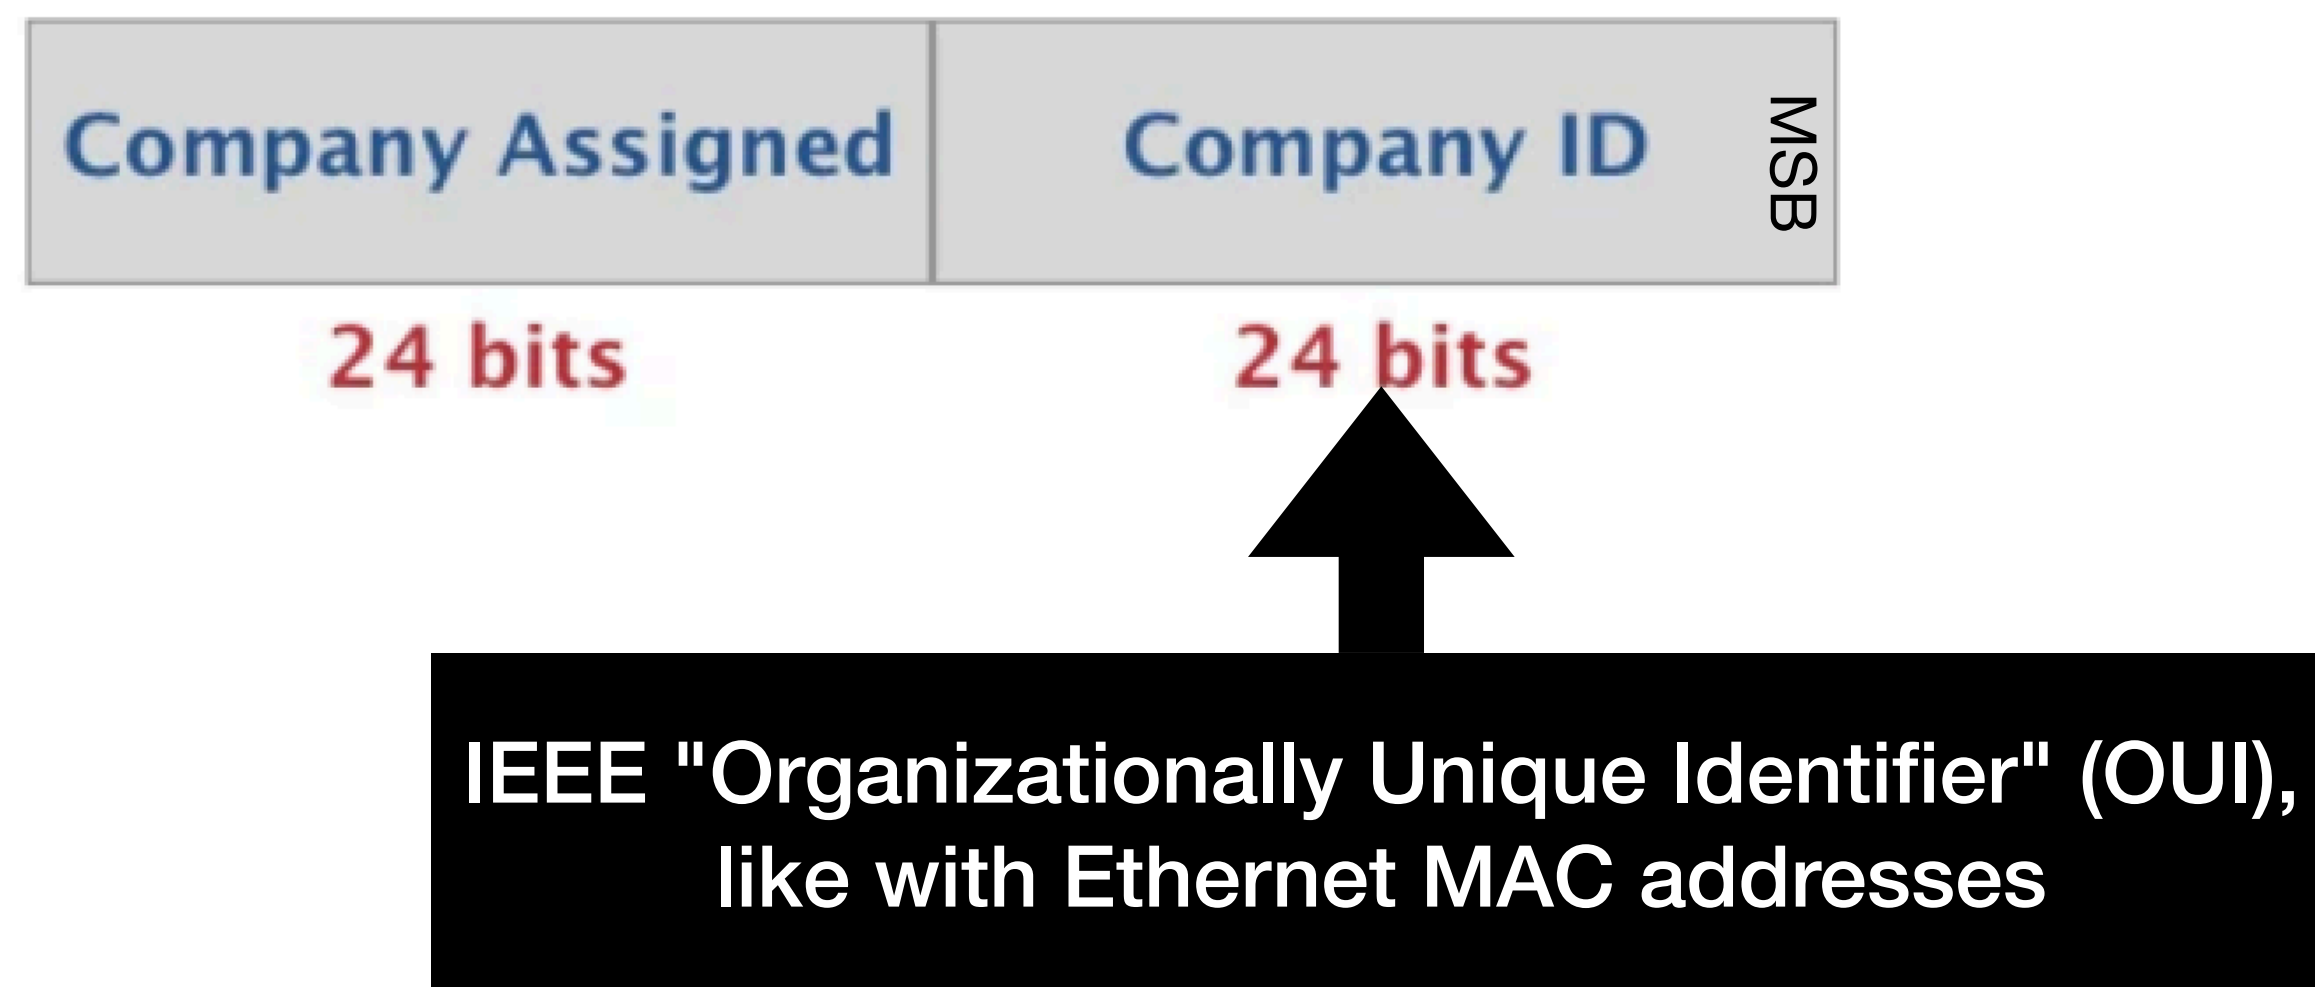 Company Assigned
Company ID
MSB
24 bits
24 bits
IEEE "Organizationally Unique Identifier" (OUI),
like with Ethernet MAC addresses